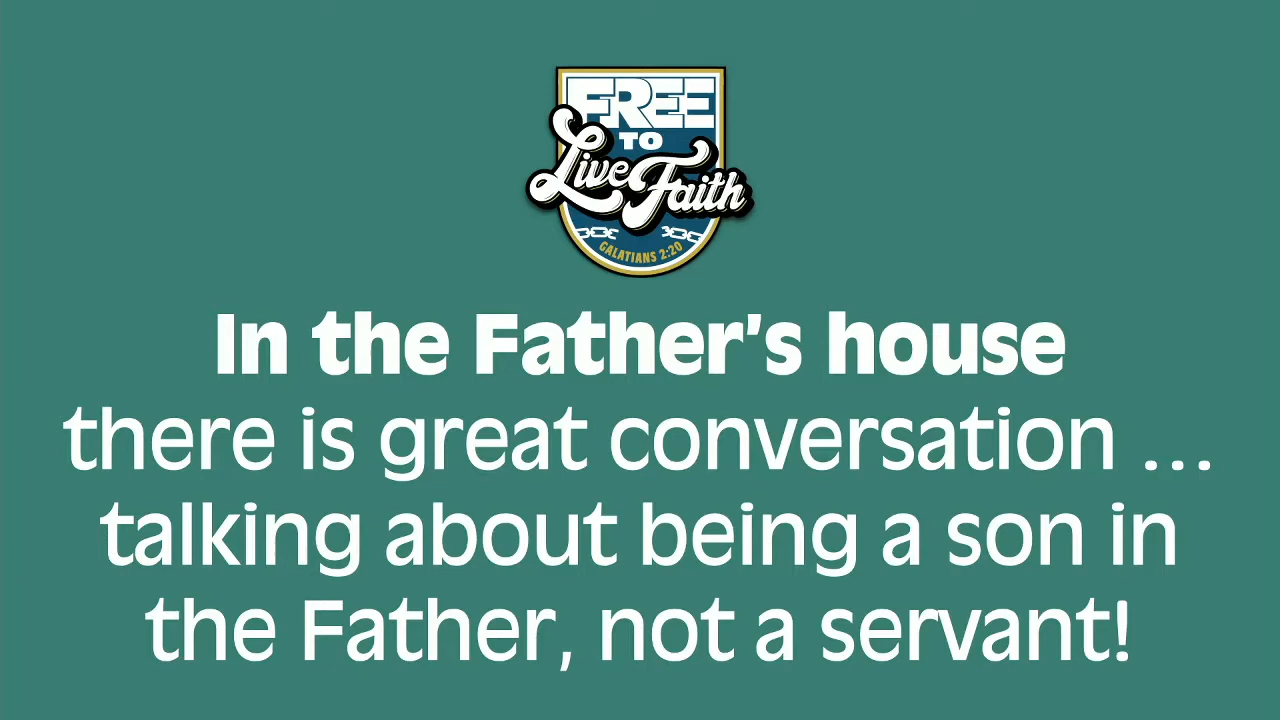 FREE
TO
Live Faith
GALATIANS 2:20
In the Father’s house
there is great conversation …
talking about being a son in
the Father, not a servant!